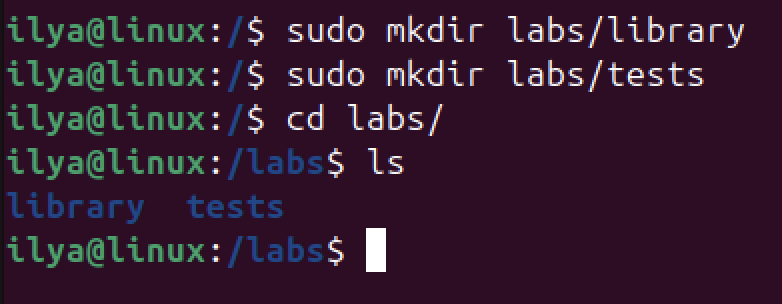 ilya@linux:/$ sudo mkdir labs/library
ilya@linux:/$ sudo mkdir labs/tests
ilya@linux:/$ cd labs/
ilya@linux:/labs$ ls
library  tests
ilya@linux:/labs$